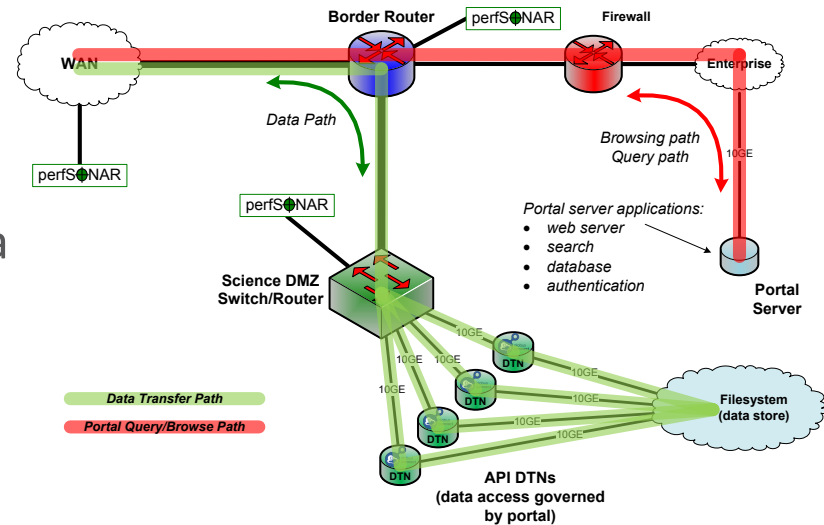 Border Router
perfSONAR
Firewall
WAN
Enterprise
Data Path
Browsing path
Query path
10GE
perfSONAR
perfSONAR
a
Portal server applications:
• web server
• search
• database
• authentication
Science DMZ
Switch/Router
Portal
Server
10GE
10GE
10GE
10GE
DTN
10GE
DTN
10GE
DTN
10GE
DTN
10GE
Filesystem
(data store)
Data Transfer Path
Portal Query/Browse Path
API DTNs
(data access governed
by portal)